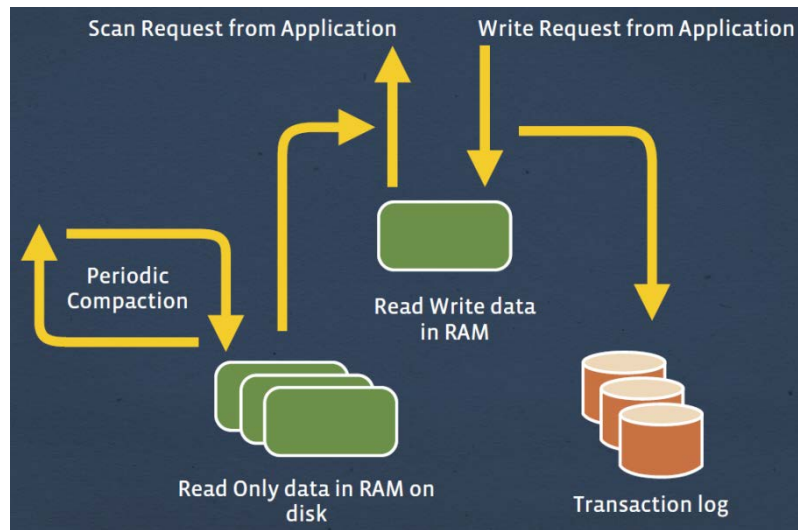 Scan Request from Application
Write Request from Application
Periodic
Compaction
Read Write data
in RAM
Read Only data in RAM on
disk
Transaction log